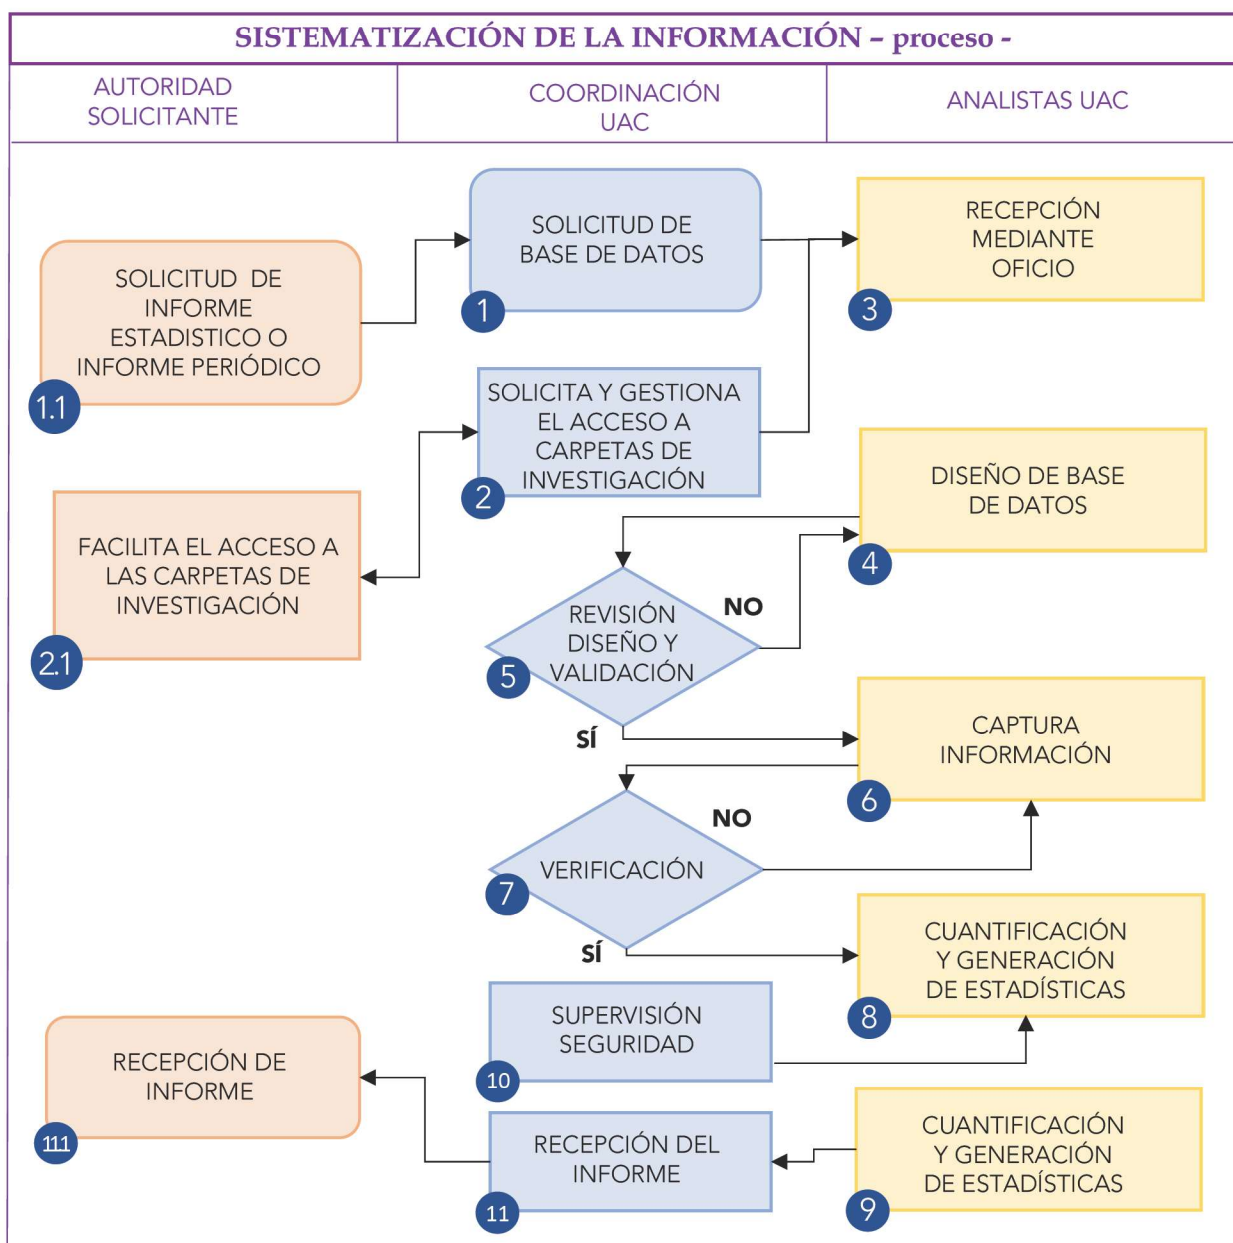 SISTEMATIZACIÓN DE LA INFORMACIÓN – proceso -
AUTORIDAD
SOLICITANTE
COORDINACIÓN
UAC
ANALISTAS UAC
SOLICITUD DE
INFORME
ESTADISTICO O
INFORME PERIÓDICO
1.1
SOLICITUD DE
BASE DE DATOS
1
RECEPCIÓN
MEDIANTE
OFICIO
3
SOLICITA Y GESTIONA
EL ACCESO A
CARPETAS DE
INVESTIGACIÓN
2
FACILITA EL ACCESO A
LAS CARPETAS DE
INVESTIGACIÓN
2.1
DISEÑO DE BASE
DE DATOS
4
REVISIÓN
DISEÑO Y
VALIDACIÓN
5
NO
SÍ
CAPTURA
INFORMACIÓN
6
VERIFICACIÓN
7
NO
SÍ
CUANTIFICACIÓN
Y GENERACIÓN
DE ESTADÍSTICAS
8
SUPERVISIÓN
SEGURIDAD
10
RECEPCIÓN DE
INFORME
11.1
RECEPCIÓN DEL
INFORME
11
CUANTIFICACIÓN
Y GENERACIÓN
DE ESTADÍSTICAS
9